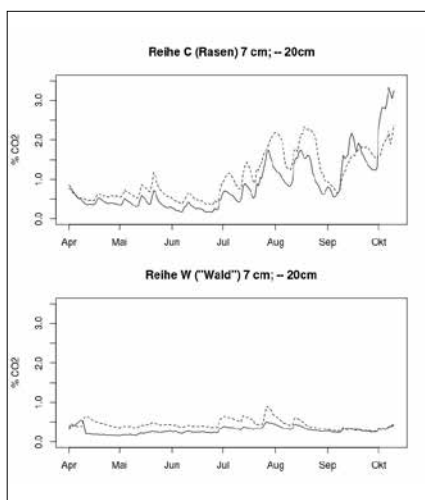 Reihe C (Rasen) 7 cm; -- 20cm
3.0
2.0
% CO2
1.0
0.0
Apr Mai Jun Jul Aug Sep Okt
Reihe W ("Wald") 7 cm; -- 20cm
3.0
2.0
% CO2
1.0
0.0
Apr Mai Jun Jul Aug Sep Okt